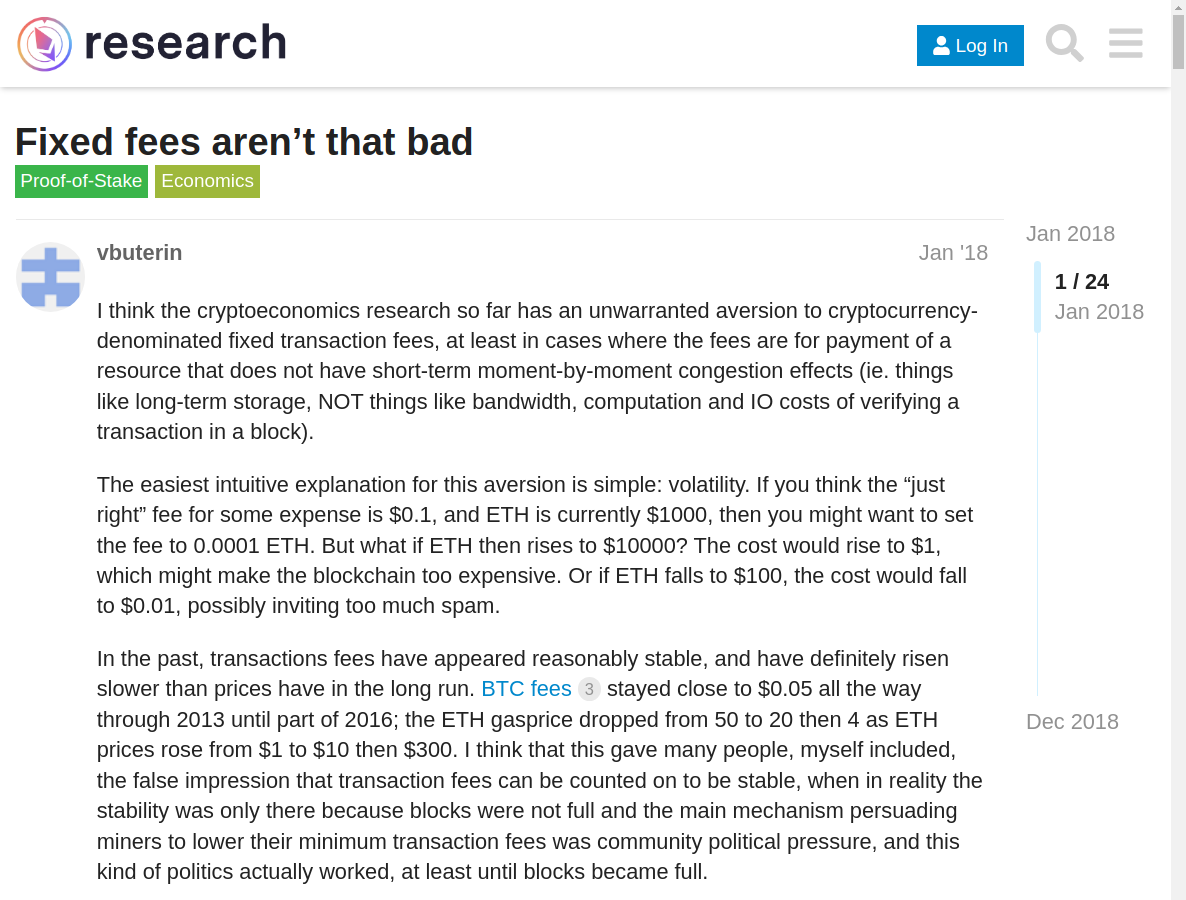 research
Log In
Fixed fees aren’t that bad
Proof-of-Stake Economics
vbuterin
Jan '18
I think the cryptoeconomics research so far has an unwarranted aversion to cryptocurrency-
denominated fixed transaction fees, at least in cases where the fees are for payment of a
resource that does not have short-term moment-by-moment congestion effects (ie. things
like long-term storage, NOT things like bandwidth, computation and IO costs of verifying a
transaction in a block).
The easiest intuitive explanation for this aversion is simple: volatility. If you think the “just
right” fee for some expense is $0.1, and ETH is currently $1000, then you might want to set
the fee to 0.0001 ETH. But what if ETH then rises to $10000? The cost would rise to $1,
which might make the blockchain too expensive. Or if ETH falls to $100, the cost would fall
to $0.01, possibly inviting too much spam.
In the past, transactions fees have appeared reasonably stable, and have definitely risen
slower than prices have in the long run. BTC fees 3 stayed close to $0.05 all the way
through 2013 until part of 2016; the ETH gasprice dropped from 50 to 20 then 4 as ETH
prices rose from $1 to $10 then $300. I think that this gave many people, myself included,
the false impression that transaction fees can be counted on to be stable, when in reality the
stability was only there because blocks were not full and the main mechanism persuading
miners to lower their minimum transaction fees was community political pressure, and this
kind of politics actually worked, at least until blocks became full.
Jan 2018
1 / 24
Jan 2018
Dec 2018